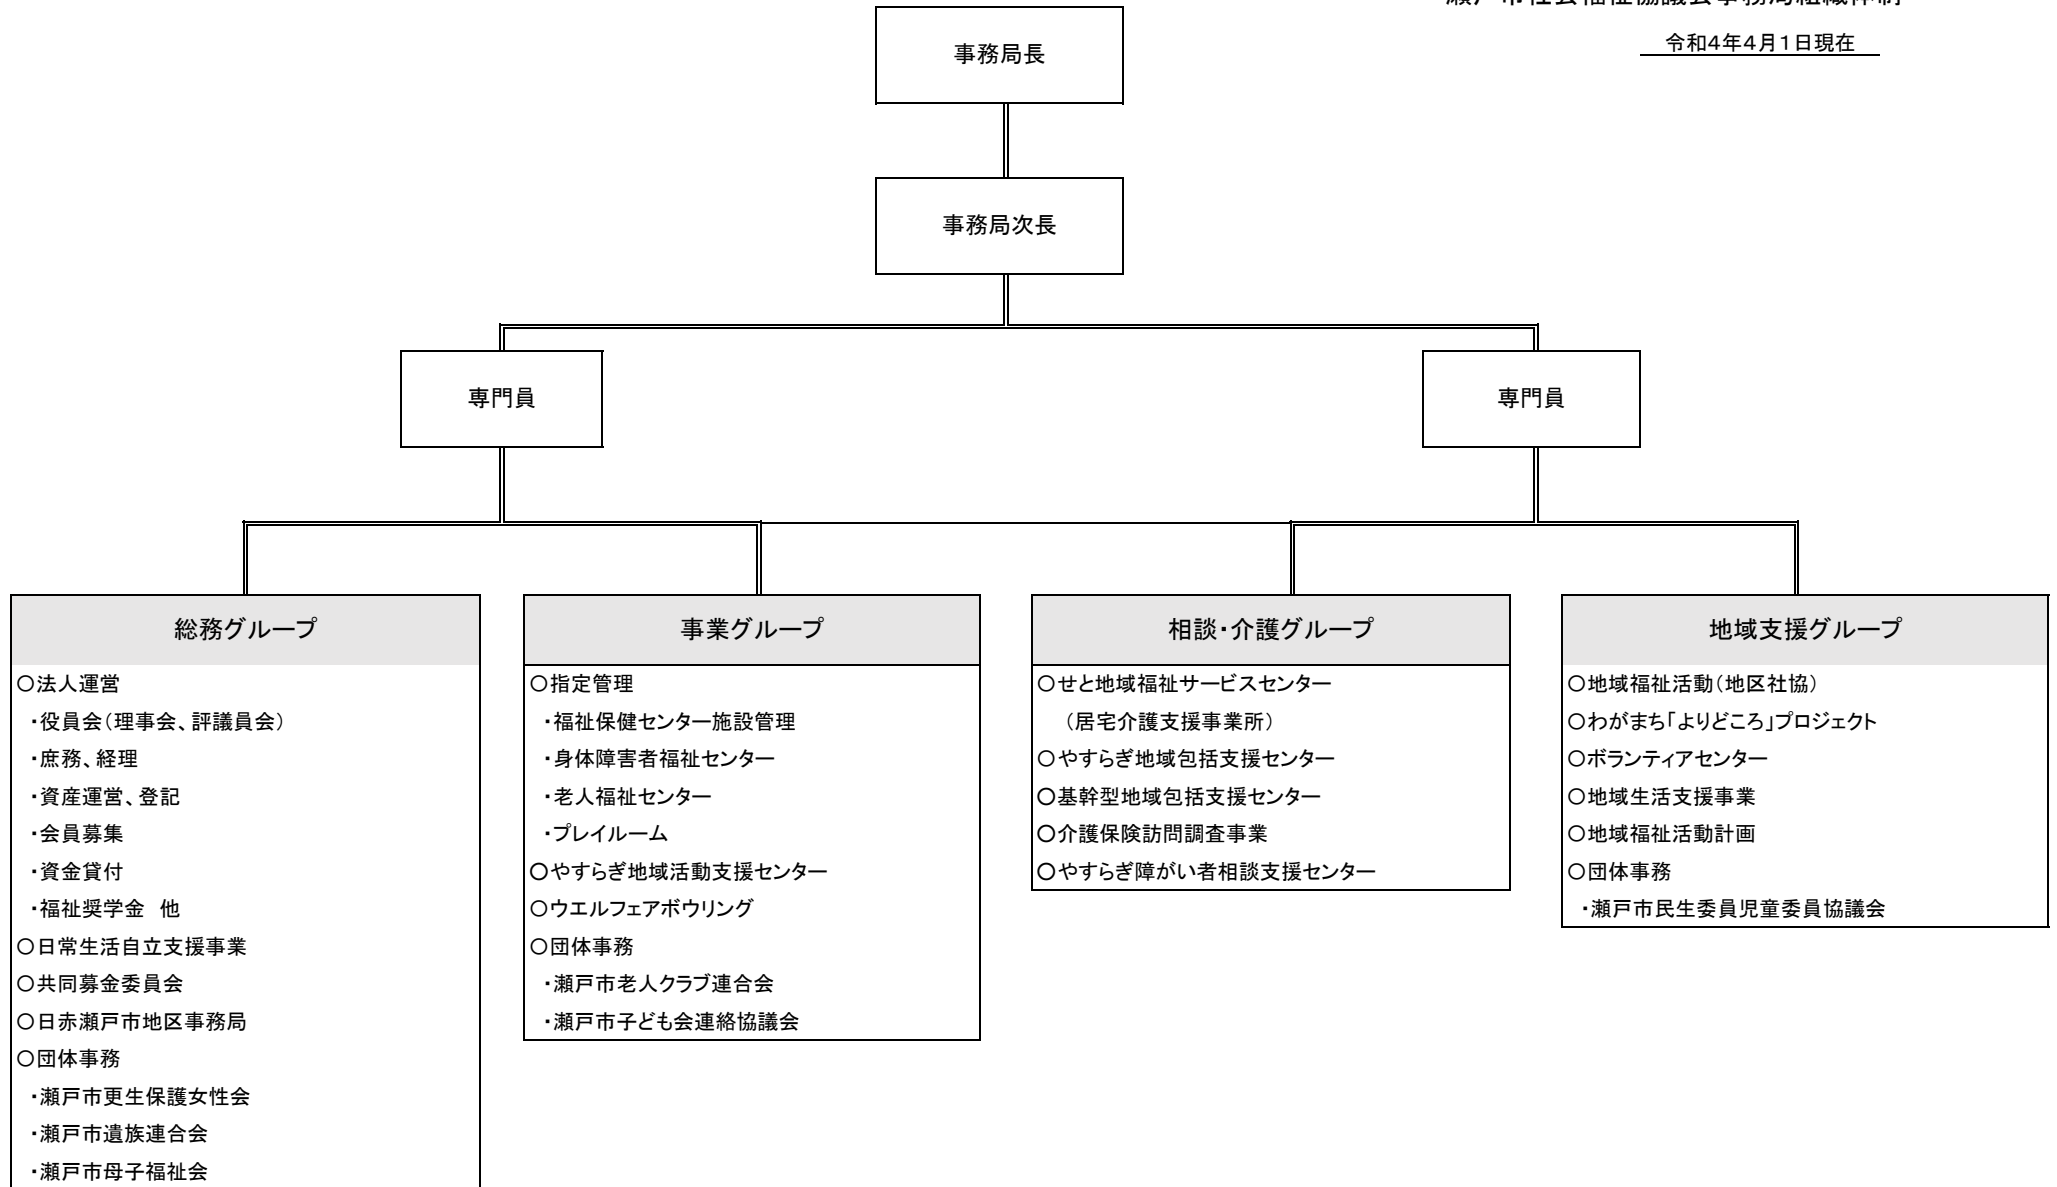 瀬戸市社会福祉協議会事務局組織体制
令和4年4月1日現在
事務局長
事務局次長
専門員
専門員
総務グループ
○法人運営
・役員会（理事会、評議員会）
・庶務、経理
・資産運営、登記
・会員募集
・資金貸付
・福祉奨学金　他
○日常生活自立支援事業
○共同募金委員会
○日赤瀬戸市地区事務局
○団体事務
・瀬戸市更生保護女性会
・瀬戸市遺族連合会
・瀬戸市母子福祉会
事業グループ
○指定管理
・福祉保健センター施設管理
・身体障害者福祉センター
・老人福祉センター
・プレイルーム
○やすらぎ地域活動支援センター
○ウエルフェアボウリング
○団体事務
・瀬戸市老人クラブ連合会
・瀬戸市子ども会連絡協議会
相談・介護グループ
○せと地域福祉サービスセンター
（居宅介護支援事業所）
○やすらぎ地域包括支援センター
○基幹型地域包括支援センター
○介護保険訪問調査事業
○やすらぎ障がい者相談支援センター
地域支援グループ
○地域福祉活動（地区社協）
○わがまち「よりどころ」プロジェクト
○ボランティアセンター
○地域生活支援事業
○地域福祉活動計画
○団体事務
・瀬戸市民生委員児童委員協議会